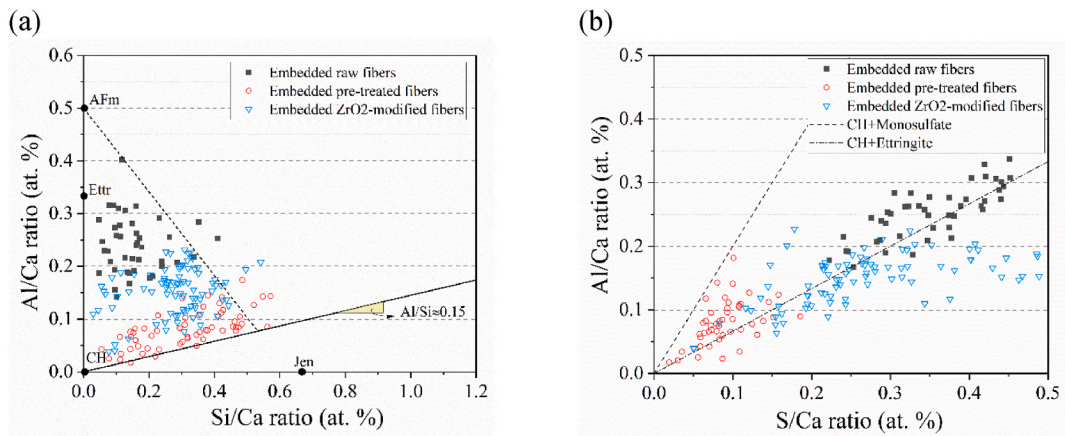 (a)
(b)
0.6
0.5
0.4
0.3
0.2
0.1
0.0
Al/Ca ratio (at. %)
AFm
Ettr
CH
Jen
Embedded raw fibers
Embedded pre-treated fibers
Embedded ZrO2-modified fibers
Al/Si≈0.15
0.0 0.2 0.4 0.6 0.8 1.0 1.2
Si/Ca ratio (at. %)
0.5
0.4
0.3
0.2
0.1
0.0
Al/Ca ratio (at. %)
Embedded raw fibers
Embedded pre-treated fibers
Embedded ZrO2-modified fibers
CH+Monosulfate
CH+Ettringite
0.0 0.1 0.2 0.3 0.4 0.5
S/Ca ratio (at. %)